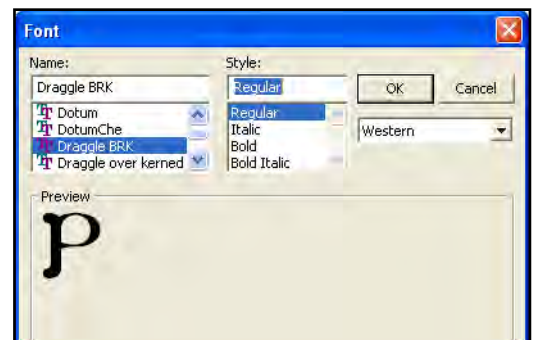 Font
Name:
Style:
Draggle BRK
Regular
OK
Cancel
Dotum
DotumChe
Draggle BRK
Draggle over kerned
Regular
Italic
Bold
Bold Italic
Western
Preview
p